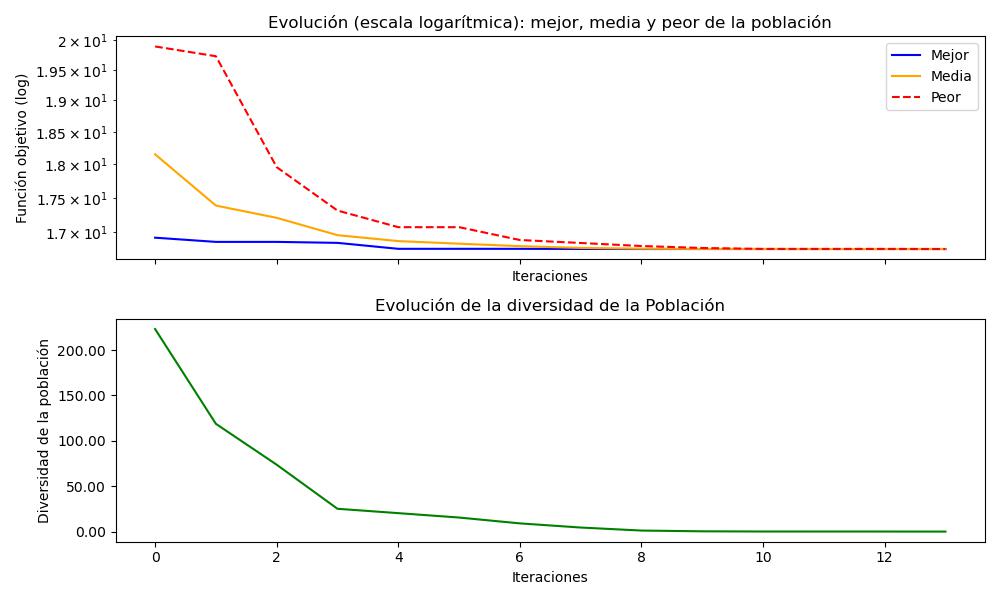 Evolución (escala logarítmica): mejor, media y peor de la población
Función objetivo (log)
2 × 10¹
1.95 × 10¹
1.9 × 10¹
1.85 × 10¹
1.8 × 10¹
1.75 × 10¹
1.7 × 10¹
Mejor
Media
Peor
Iteraciones
Evolución de la diversidad de la Población
Diversidad de la población
200.00
150.00
100.00
50.00
0.00
0 2 4 6 8 10 12
Iteraciones